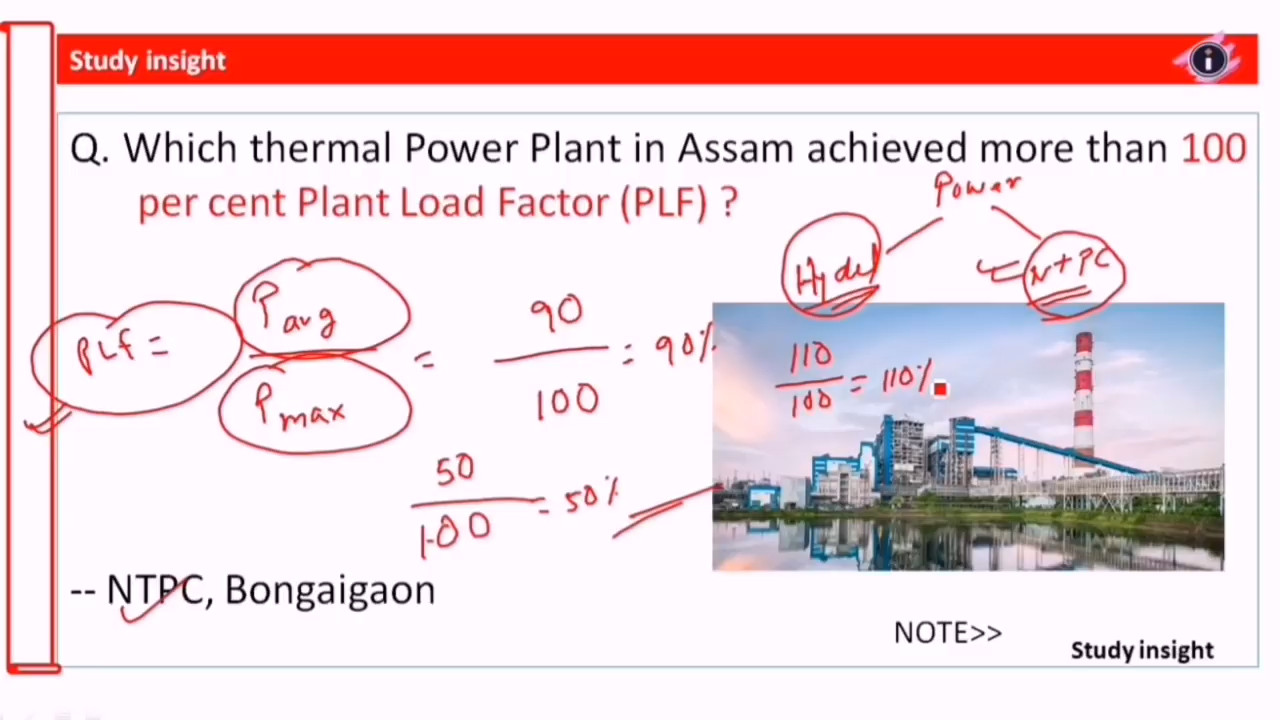 Study insight
i
Q. Which thermal Power Plant in Assam achieved more than 100
per cent Plant Load Factor (PLF) ?
Power
Hydel
NTPC
PLf = Pavg / Pmax = 90 / 100 = 90%
110 / 100 = 110%
50 / 100 = 50%
-- NTPC, Bongaigaon
NOTE>>
Study insight